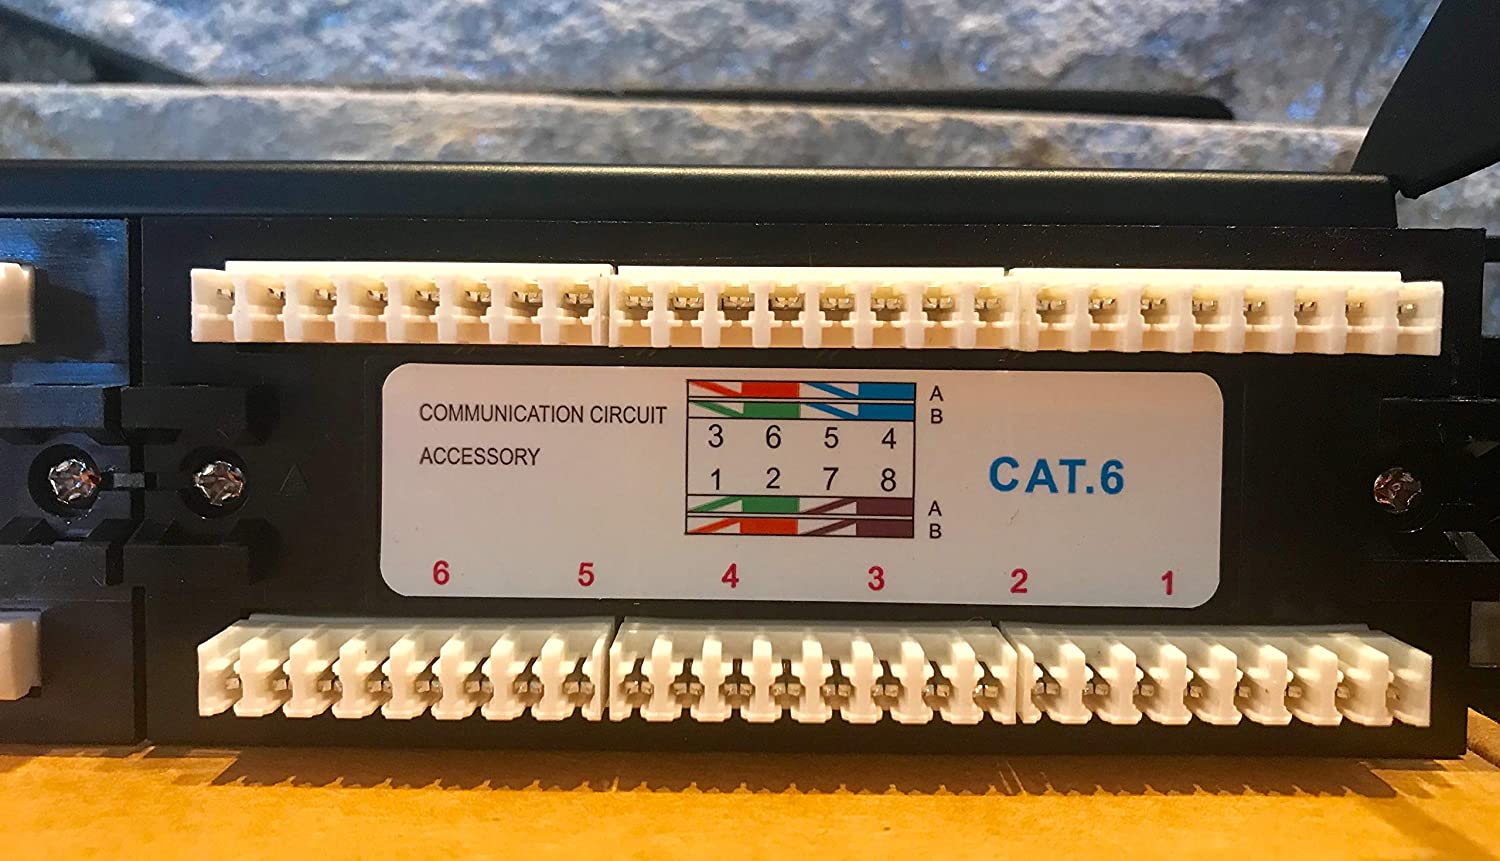 COMMUNICATION CIRCUIT
ACCESSORY
A
B
3 6 5 4
1 2 7 8
A
B
CAT.6
6 5 4 3 2 1